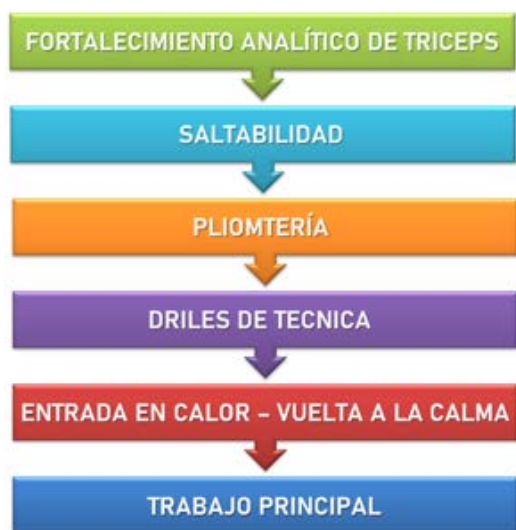 FORTALECIMIENTO ANALÍTICO DE TRICEPS
SALTABILIDAD
PLIOMTERÍA
DRILES DE TECNICA
ENTRADA EN CALOR – VUELTA A LA CALMA
TRABAJO PRINCIPAL